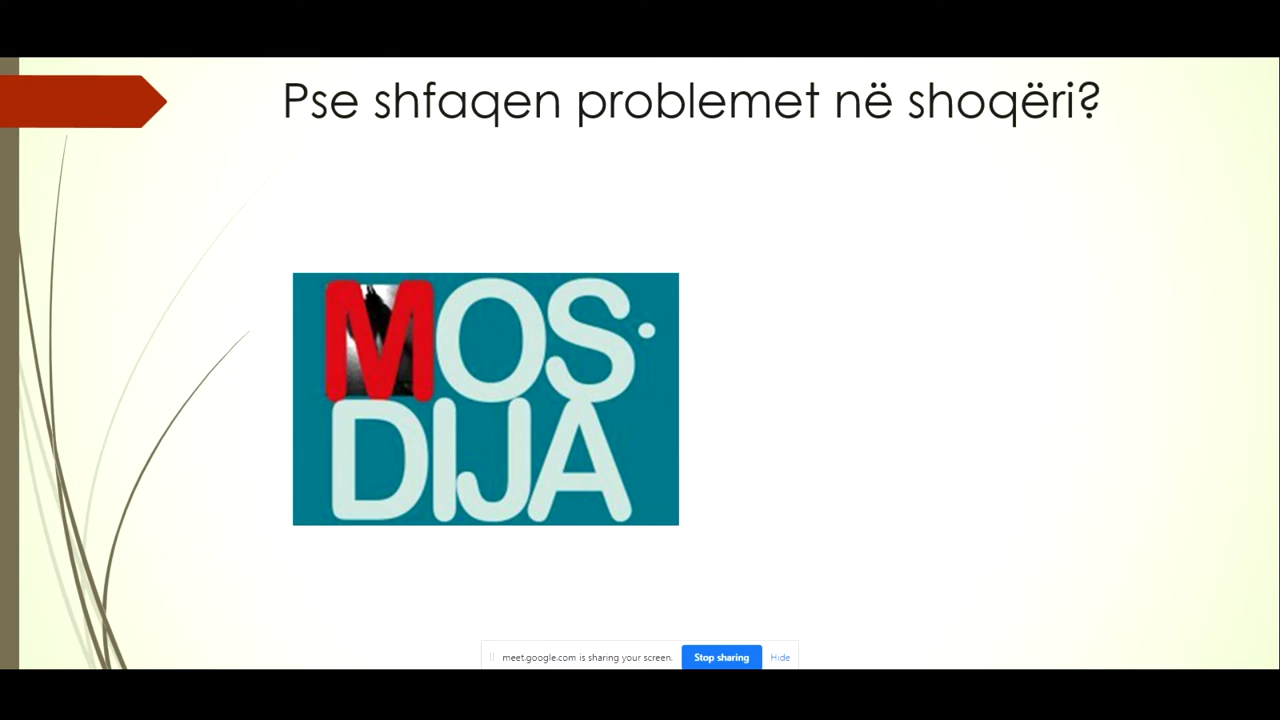 Pse shfaqen problemet në shoqëri?
MOS.
DIJA
meet.google.com is sharing your screen. Stop sharing Hide